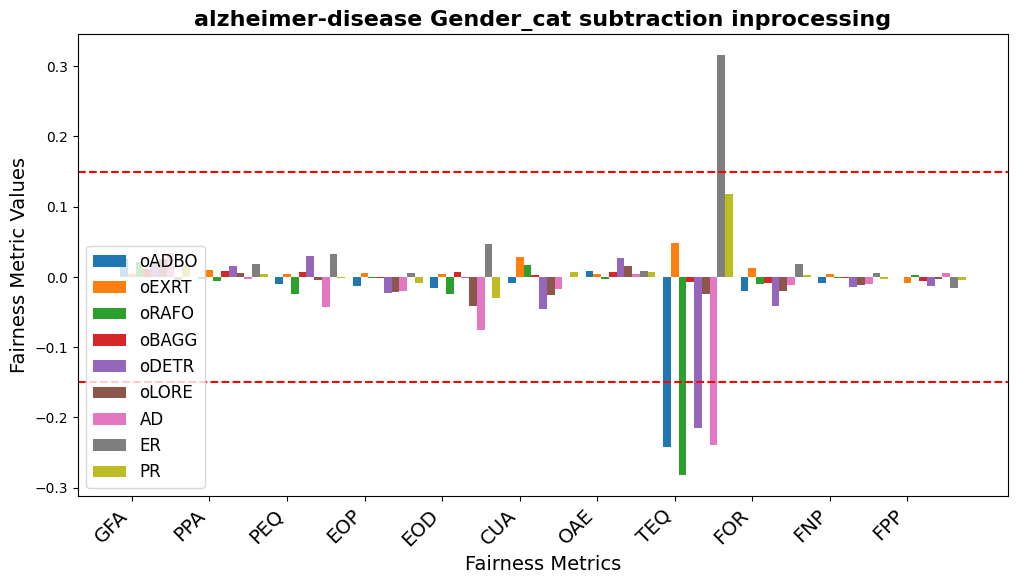 alzheimer-disease Gender_cat subtraction inprocessing
Fairness Metric Values
0.3
0.2
0.1
0.0
−0.1
−0.2
−0.3
oADBO
oEXRT
oRAFO
oBAGG
oDETR
oLORE
AD
ER
PR
GFA
PPA
PEQ
EOP
EOD
CUA
OAE
TEQ
FOR
FNP
FPP
Fairness Metrics